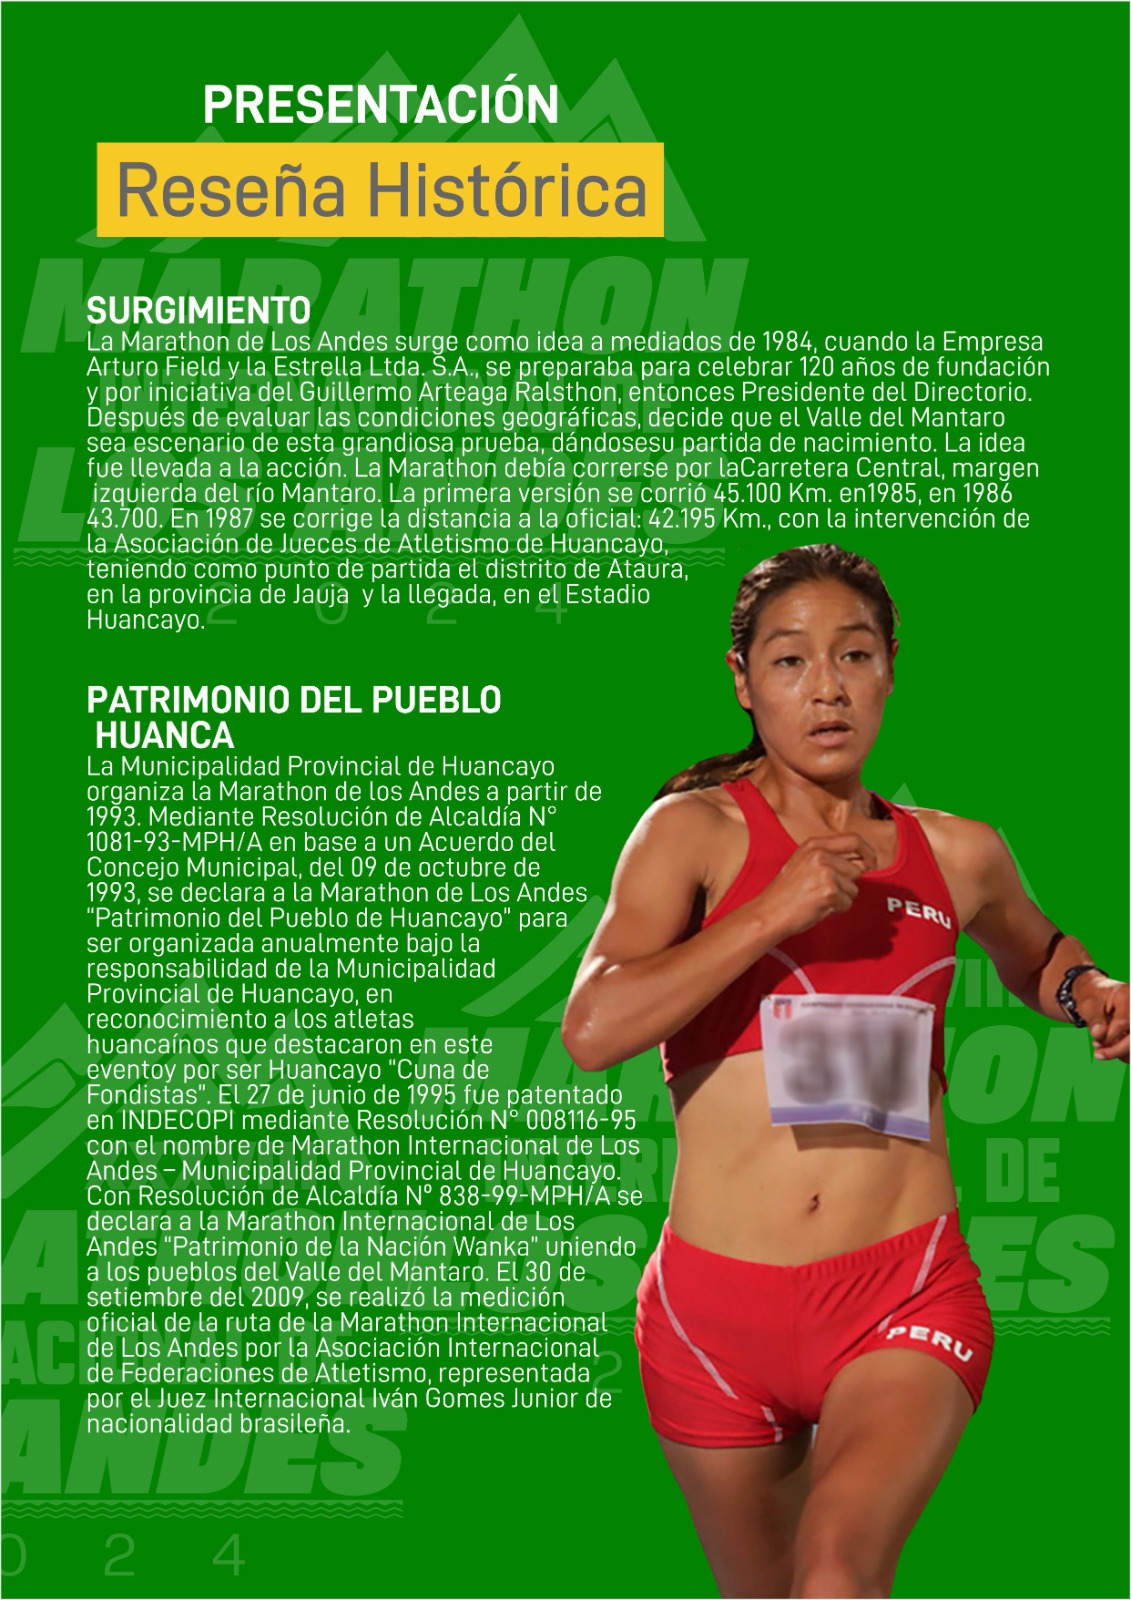 PRESENTACIÓN
Reseña Histórica
MARATHON
INTERNACIONAL DE
LOS ANDES
2 0 2 4
SURGIMIENTO
La Marathon de Los Andes surge como idea a mediados de 1984, cuando la Empresa
Arturo Field y la Estrella Ltda. S.A., se preparaba para celebrar 120 años de fundación
y por iniciativa del Guillermo Arteaga Ralsthon, entonces Presidente del Directorio.
Después de evaluar las condiciones geográficas, decide que el Valle del Mantaro
sea escenario de esta grandiosa prueba, dándosesu partida de nacimiento. La idea
fue llevada a la acción. La Marathon debía correrse por laCarretera Central, margen
izquierda del río Mantaro. La primera versión se corrió 45.100 Km. en1985, en 1986
43.700. En 1987 se corrige la distancia a la oficial: 42.195 Km., con la intervención de
la Asociación de Jueces de Atletismo de Huancayo,
teniendo como punto de partida el distrito de Ataura,
en la provincia de Jauja  y la llegada, en el Estadio
Huancayo.
PATRIMONIO DEL PUEBLO
HUANCA
La Municipalidad Provincial de Huancayo
organiza la Marathon de los Andes a partir de
1993. Mediante Resolución de Alcaldía N°
1081-93-MPH/A en base a un Acuerdo del
Concejo Municipal, del 09 de octubre de
1993, se declara a la Marathon de Los Andes
"Patrimonio del Pueblo de Huancayo" para
ser organizada anualmente bajo la
responsabilidad de la Municipalidad
Provincial de Huancayo, en
reconocimiento a los atletas
huancaínos que destacaron en este
eventoy por ser Huancayo "Cuna de
Fondistas". El 27 de junio de 1995 fue patentado
en INDECOPI mediante Resolución N° 008116-95
con el nombre de Marathon Internacional de Los
Andes – Municipalidad Provincial de Huancayo.
Con Resolución de Alcaldía Nº 838-99-MPH/A se
declara a la Marathon Internacional de Los
Andes "Patrimonio de la Nación Wanka" uniendo
a los pueblos del Valle del Mantaro. El 30 de
setiembre del 2009, se realizó la medición
oficial de la ruta de la Marathon Internacional
de Los Andes por la Asociación Internacional
de Federaciones de Atletismo, representada
por el Juez Internacional Iván Gomes Junior de
nacionalidad brasileña.
PERU
PERU
DE
ANDES
0 2 4